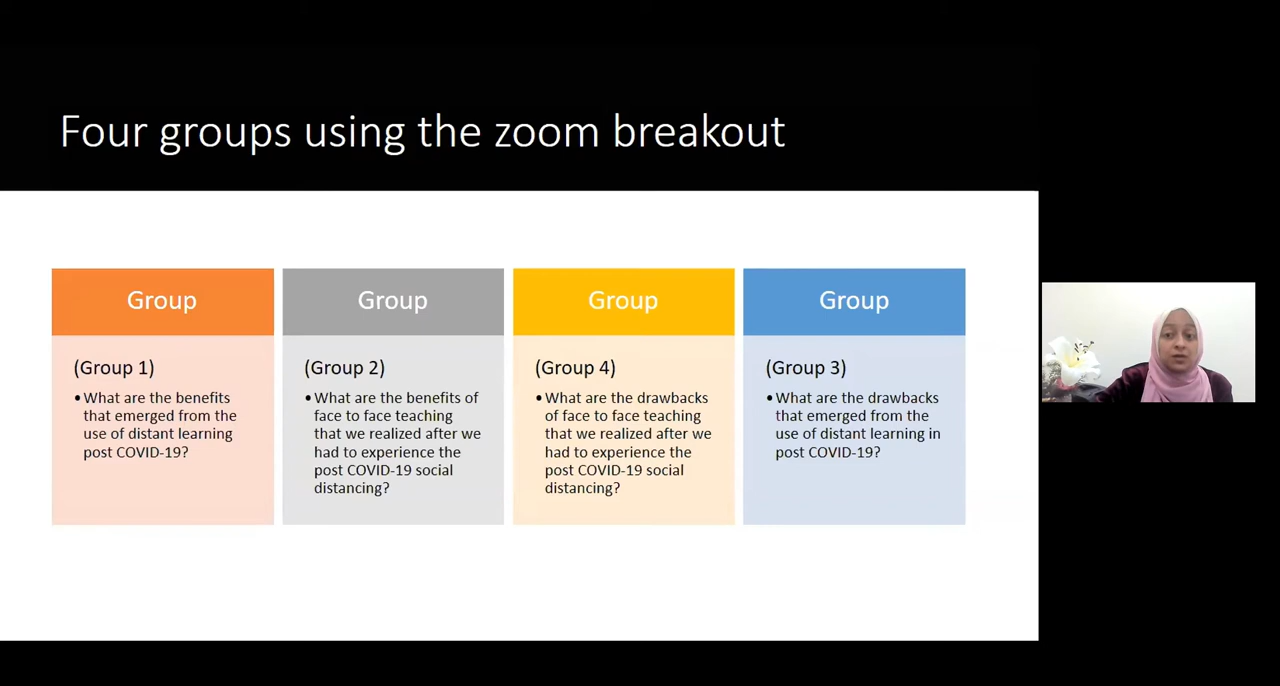 Four groups using the zoom breakout
Group
(Group 1)
•What are the benefits
that emerged from the
use of distant learning
post COVID-19?
Group
(Group 2)
•What are the benefits of
face to face teaching
that we realized after we
had to experience the
post COVID-19 social
distancing?
Group
(Group 4)
•What are the drawbacks
of face to face teaching
that we realized after we
had to experience the
post COVID-19 social
distancing?
Group
(Group 3)
•What are the drawbacks
that emerged from the
use of distant learning in
post COVID-19?